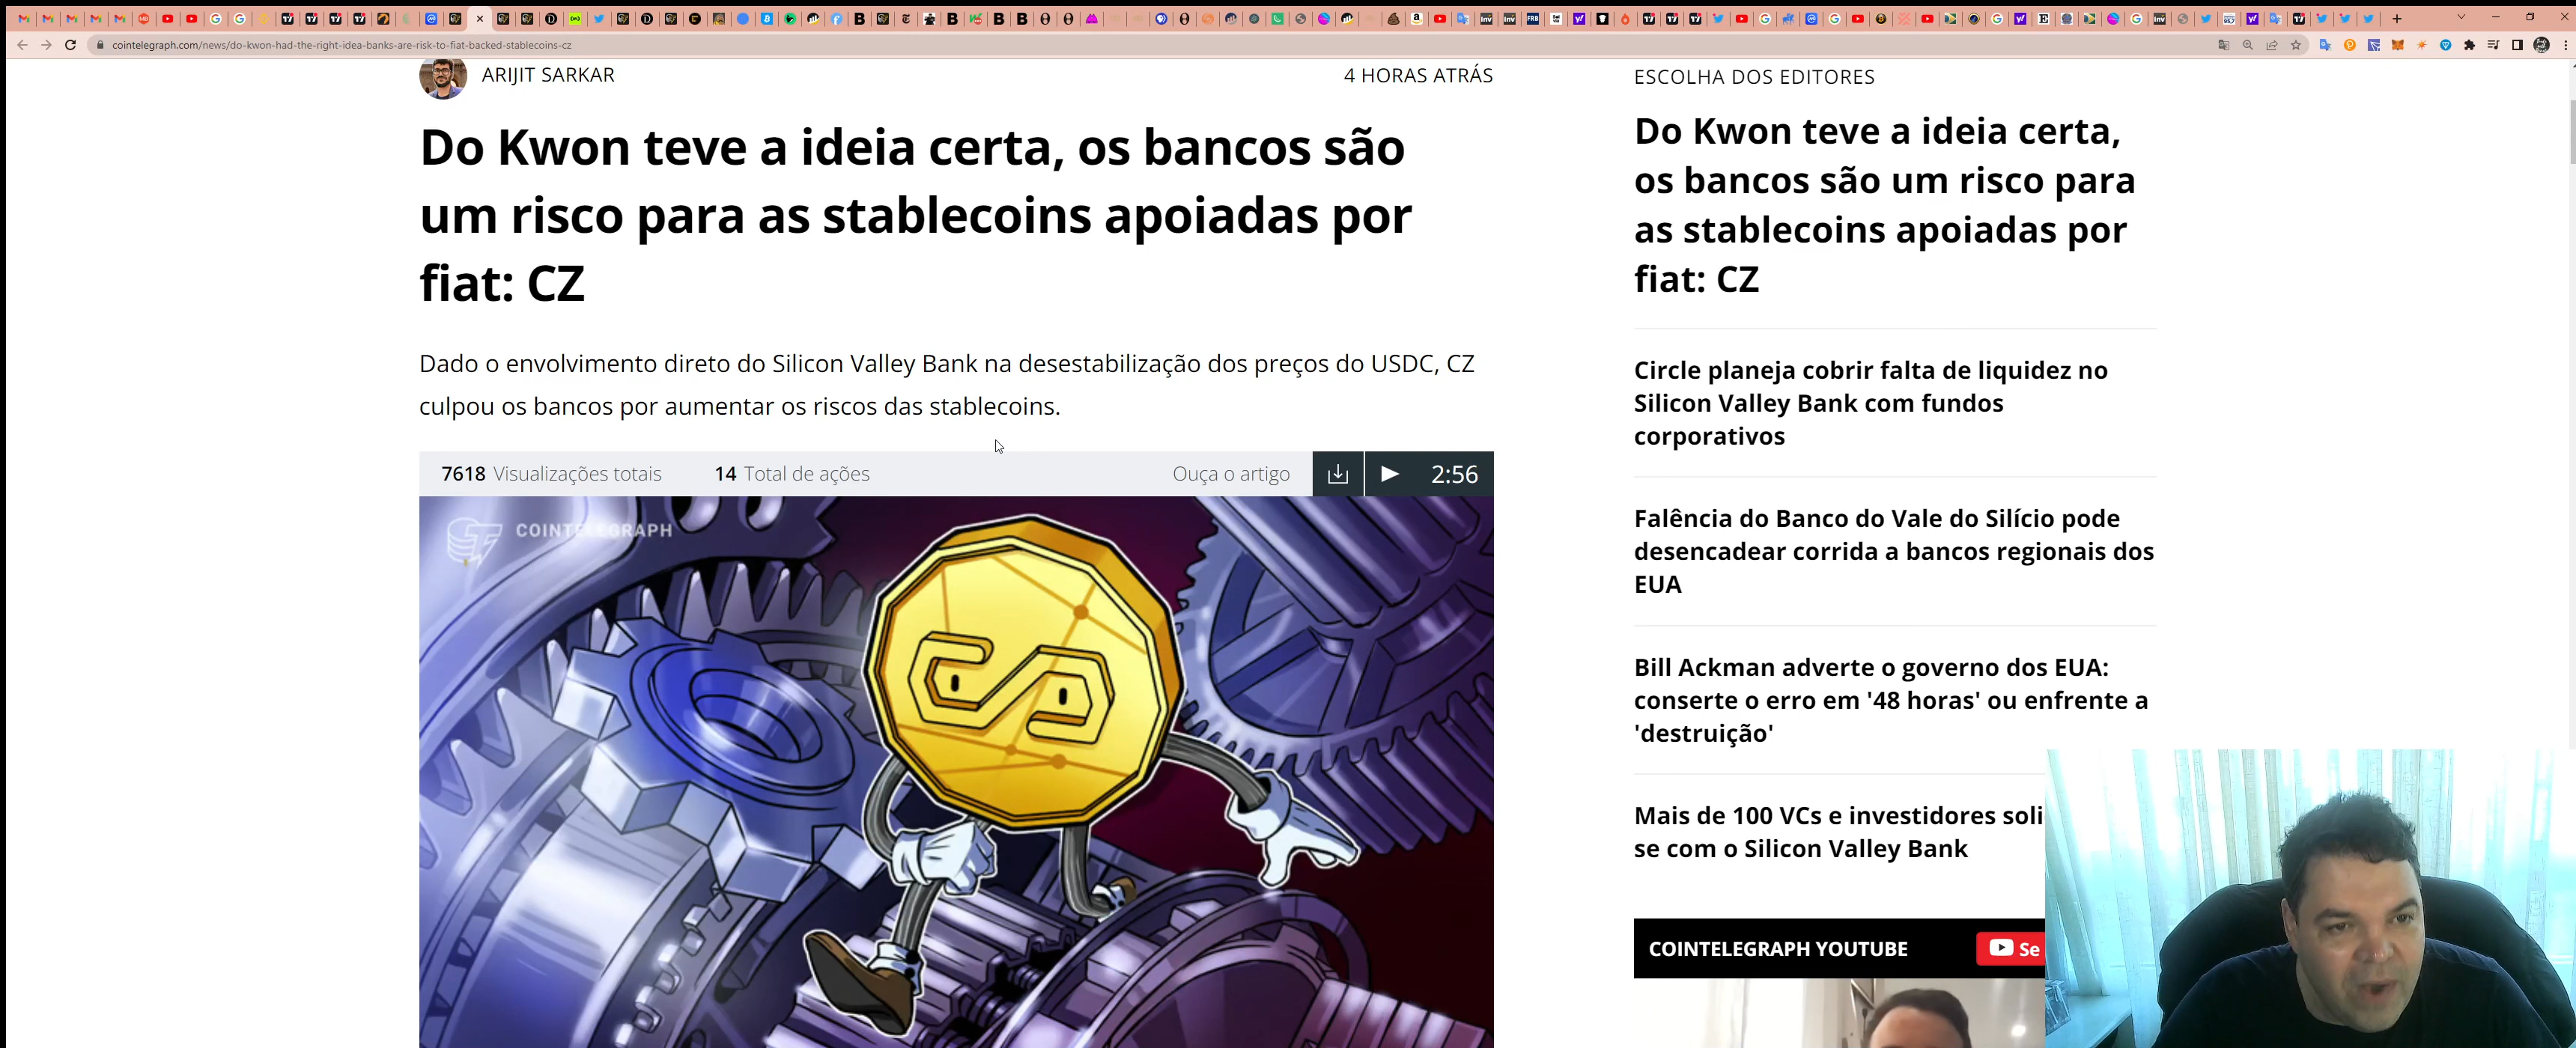 cointelegraph.com/news/do-kwon-had-the-right-idea-banks-are-risk-to-fiat-backed-stablecoins-cz
ARIJIT SARKAR
4 HORAS ATRÁS
Do Kwon teve a ideia certa, os bancos são
um risco para as stablecoins apoiadas por
fiat: CZ
Dado o envolvimento direto do Silicon Valley Bank na desestabilização dos preços do USDC, CZ
culpou os bancos por aumentar os riscos das stablecoins.
7618 Visualizações totais
14 Total de ações
Ouça o artigo
2:56
COINTELEGRAPH
ESCOLHA DOS EDITORES
Do Kwon teve a ideia certa,
os bancos são um risco para
as stablecoins apoiadas por
fiat: CZ
Circle planeja cobrir falta de liquidez no
Silicon Valley Bank com fundos
corporativos
Falência do Banco do Vale do Silício pode
desencadear corrida a bancos regionais dos
EUA
Bill Ackman adverte o governo dos EUA:
conserte o erro em '48 horas' ou enfrente a
'destruição'
Mais de 100 VCs e investidores soli
se com o Silicon Valley Bank
COINTELEGRAPH YOUTUBE
Se